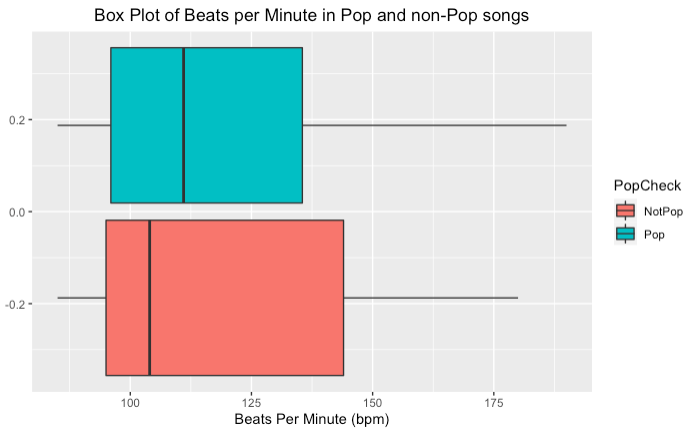 Box Plot of Beats per Minute in Pop and non-Pop songs
0.2
0.0
-0.2
100 125 150 175
Beats Per Minute (bpm)
PopCheck
NotPop
Pop